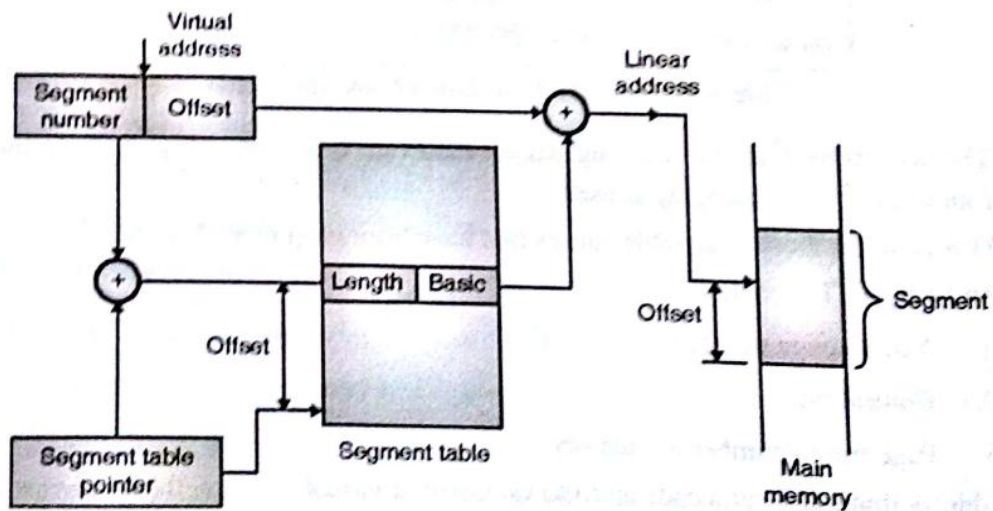 Virtual
address
Segment
number
Offset
+
Linear
address
+
Length
Basic
Offset
Offset
Segment
Segment table
Segment table
pointer
Main
memory